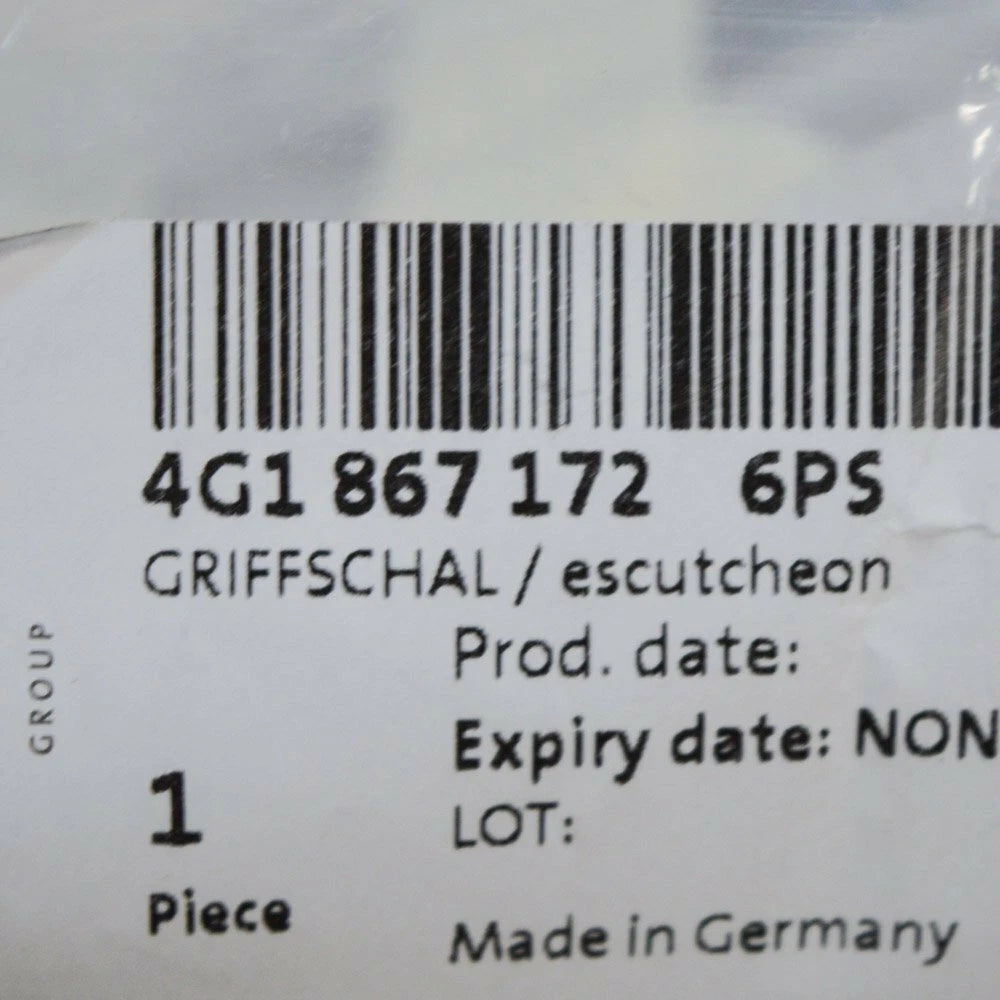 4G1 867 172 6PS
GRIFFSCHAL / escutcheon
Prod. date:
Expiry date: NON
LOT:
1
Piece
Made in Germany
GROUP